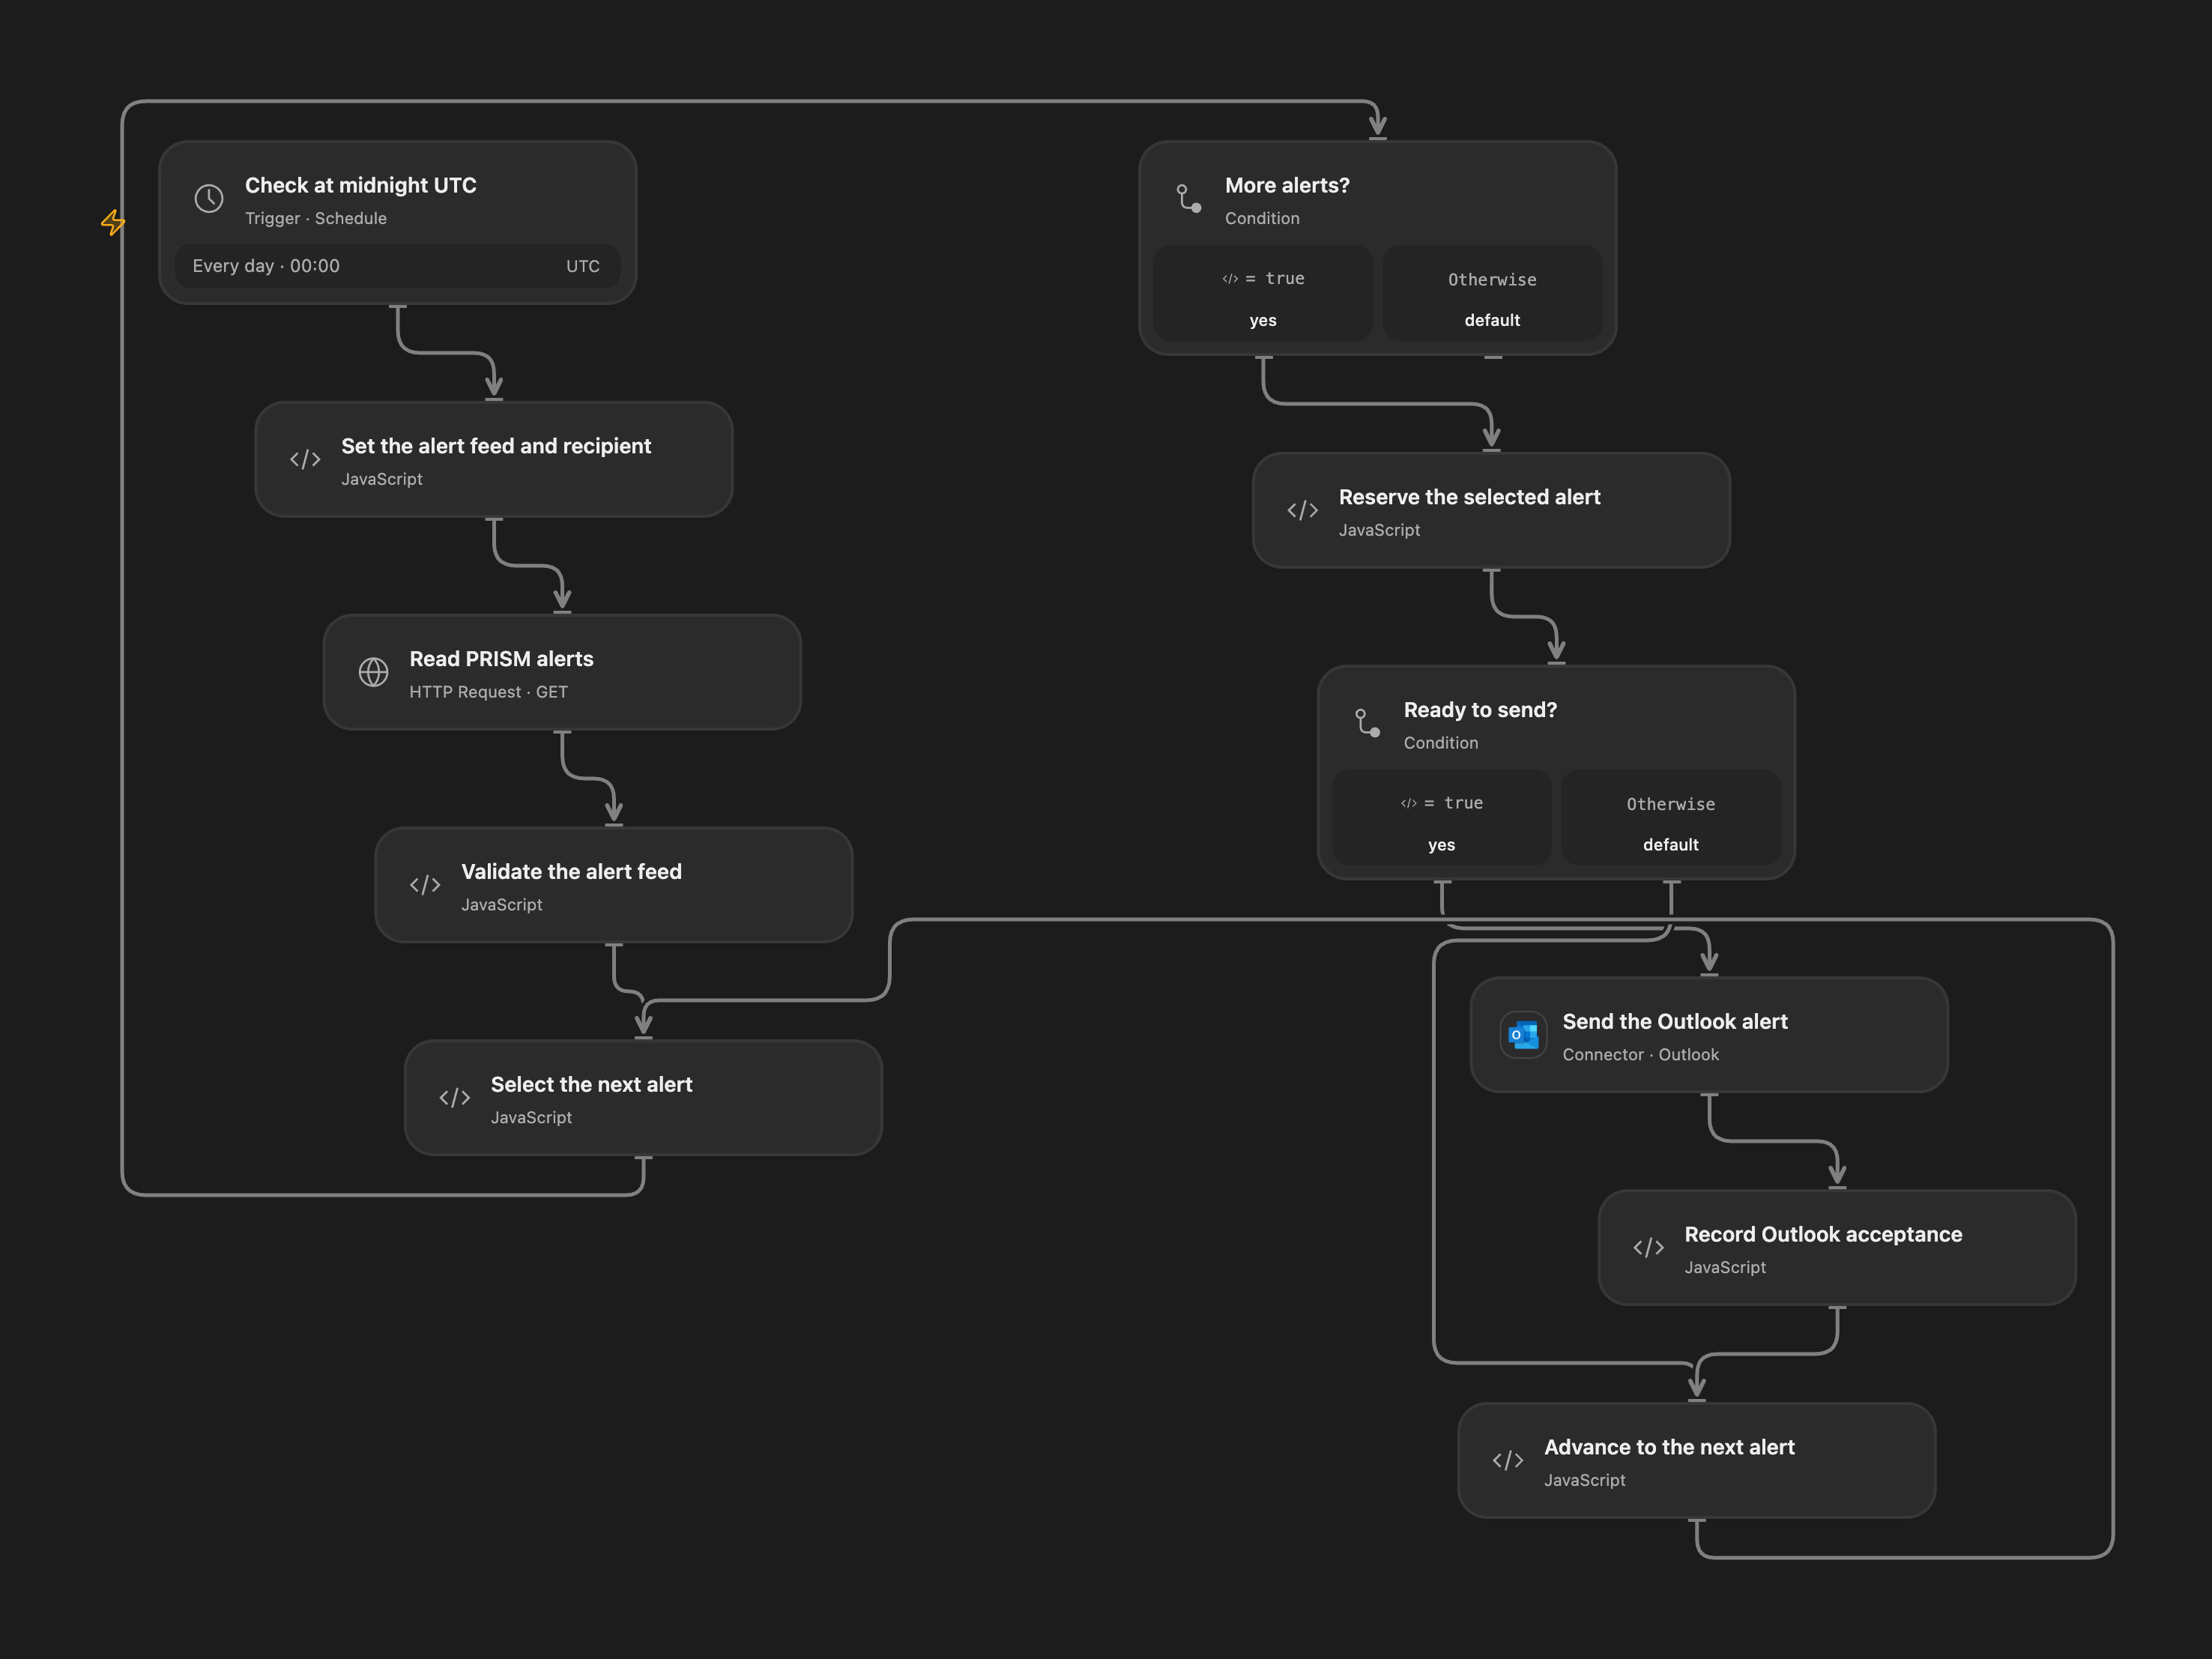 Check at midnight UTC
Trigger · Schedule
Every day · 00:00
UTC
Set the alert feed and recipient
JavaScript
Read PRISM alerts
HTTP Request · GET
Validate the alert feed
JavaScript
Select the next alert
JavaScript
More alerts?
Condition
</> = true
yes
Otherwise
default
Reserve the selected alert
JavaScript
Ready to send?
Condition
</> = true
yes
Otherwise
default
Send the Outlook alert
Connector · Outlook
Record Outlook acceptance
JavaScript
Advance to the next alert
JavaScript